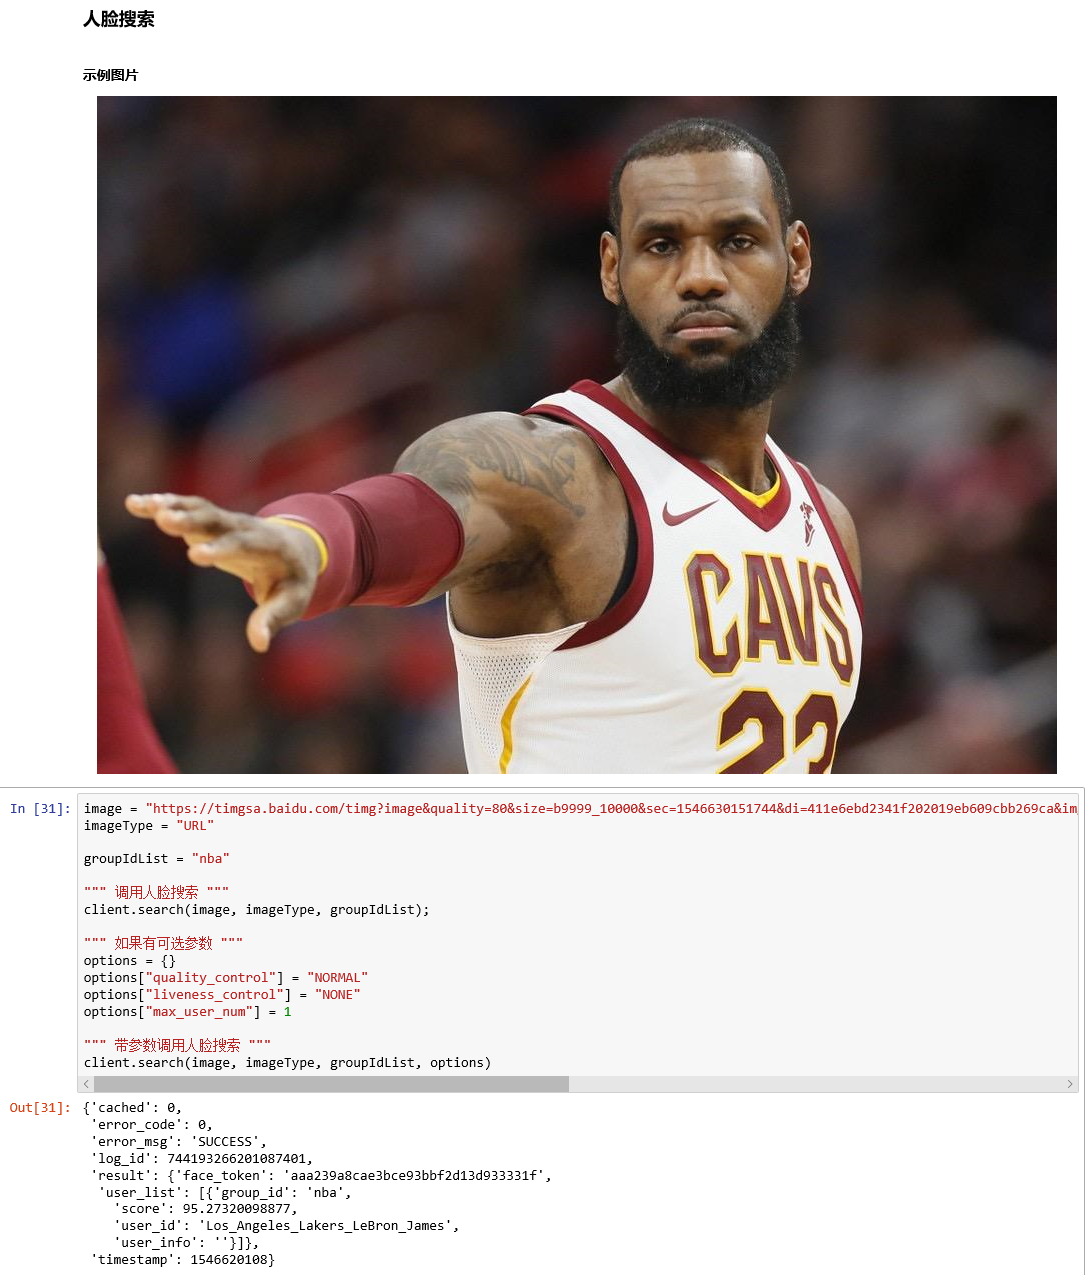 人脸搜索
示例图片
CAVS
23
In [31]:
image = "https://timgsa.baidu.com/timg?image&quality=80&size=b9999_10000&sec=1546630151744&di=411e6ebd2341f202019eb609cbb269ca&im
imageType = "URL"
groupIdList = "nba"
""" 调用人脸搜索 """
client.search(image, imageType, groupIdList);
""" 如果有可选参数 """
options = {}
options["quality_control"] = "NORMAL"
options["liveness_control"] = "NONE"
options["max_user_num"] = 1
""" 带参数调用人脸搜索 """
client.search(image, imageType, groupIdList, options)
Out[31]:
{'cached': 0,
'error_code': 0,
'error_msg': 'SUCCESS',
'log_id': 744193266201087401,
'result': {'face_token': 'aaa239a8cae3bce93bbf2d13d933331f',
'user_list': [{'group_id': 'nba',
'score': 95.27320098877,
'user_id': 'Los_Angeles_Lakers_LeBron_James',
'user_info': ''}]},
'timestamp': 1546620108}